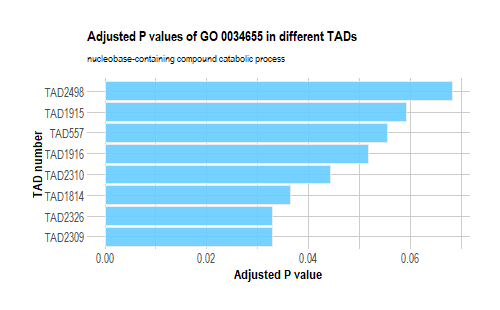 Adjusted P values of GO 0034655 in different TADs
nucleobase-containing compound catabolic process
TAD2498
TAD1915
TAD557
TAD1916
TAD2310
TAD1814
TAD2326
TAD2309
TAD number
0.00 0.02 0.04 0.06
Adjusted P value